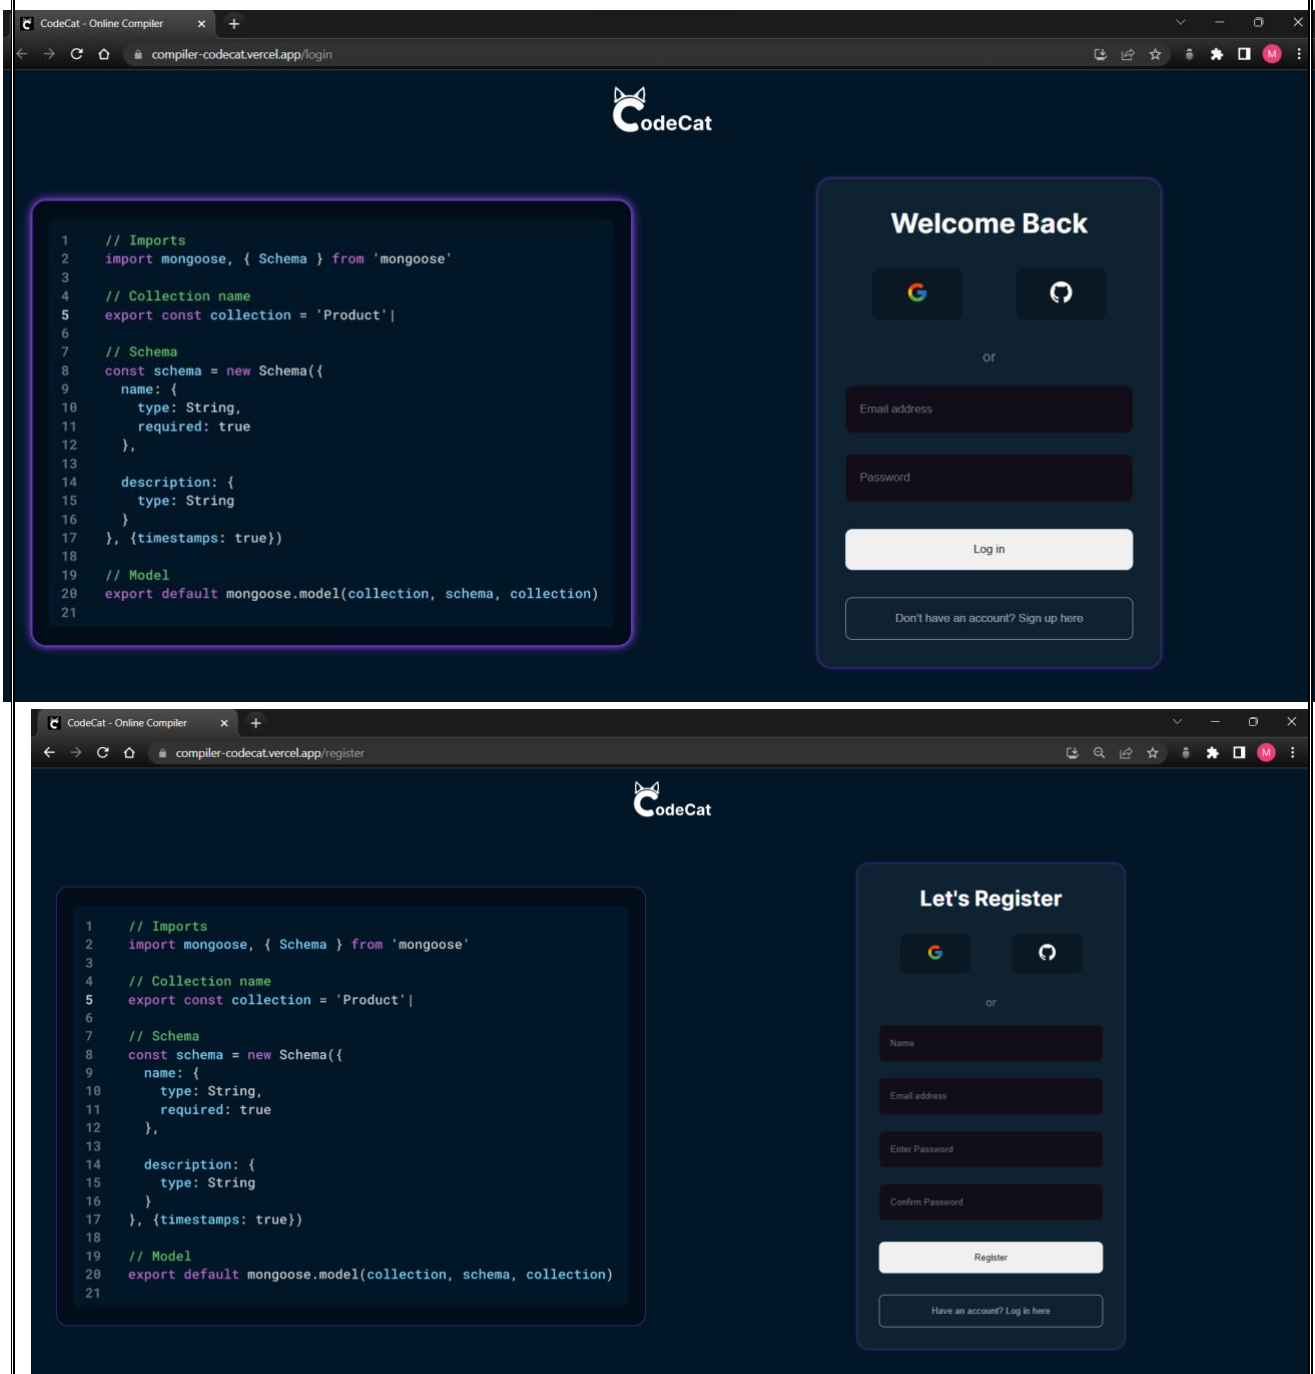 CodeCat - Online Compiler
compiler-codecat.vercel.app/login
M
CodeCat
1 // Imports
2 import mongoose, { Schema } from 'mongoose'
3
4 // Collection name
5 export const collection = 'Product'|
6
7 // Schema
8 const schema = new Schema({
9 name: {
10 type: String,
11 required: true
12 },
13
14 description: {
15 type: String
16 }
17 }, {timestamps: true})
18
19 // Model
20 export default mongoose.model(collection, schema, collection)
21
Welcome Back
or
Email address
Password
Log in
Don't have an account? Sign up here
CodeCat - Online Compiler
compiler-codecat.vercel.app/register
M
CodeCat
1 // Imports
2 import mongoose, { Schema } from 'mongoose'
3
4 // Collection name
5 export const collection = 'Product'|
6
7 // Schema
8 const schema = new Schema({
9 name: {
10 type: String,
11 required: true
12 },
13
14 description: {
15 type: String
16 }
17 }, {timestamps: true})
18
19 // Model
20 export default mongoose.model(collection, schema, collection)
21
Let's Register
or
Name
Email address
Enter Password
Confirm Password
Register
Have an account? Log in here